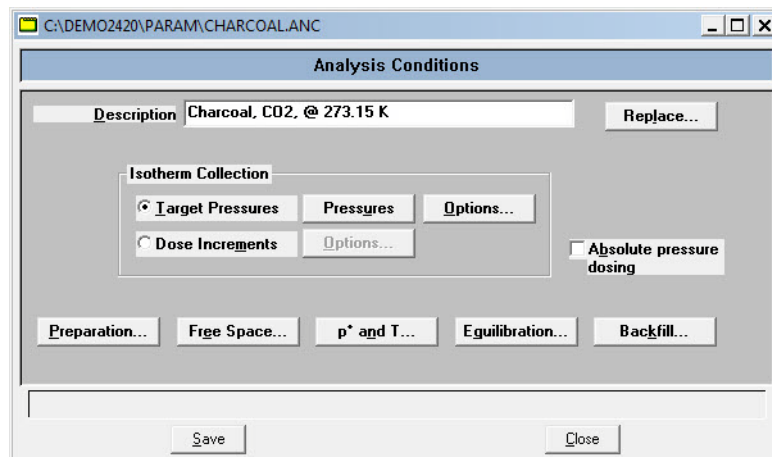 C:\DEMO2420\PARAM\CHARCOAL.ANC
Analysis Conditions
Description Charcoal, CO2, @ 273.15 K Replace...
Isotherm Collection
Target Pressures Pressures Options...
Dose Increments Options...
Absolute pressure
dosing
Preparation... Free Space... p* and T... Eguilibration... Backfill...
Save Close